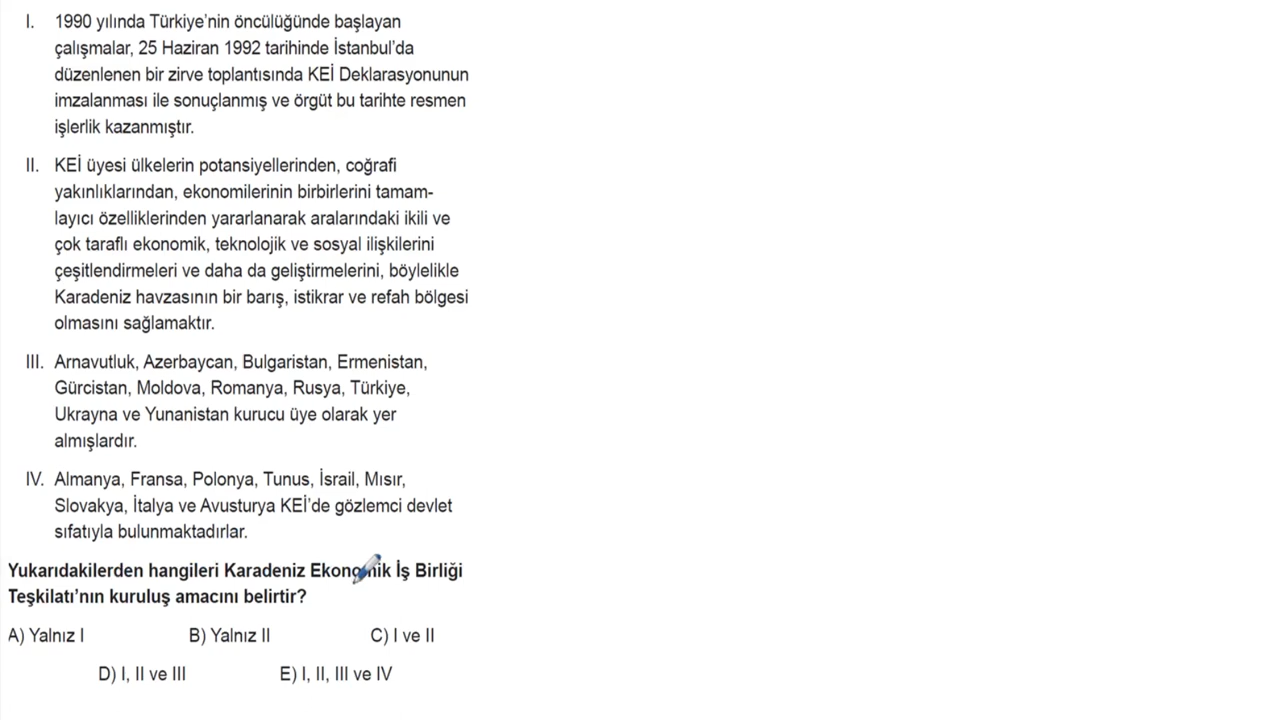 I. 1990 yılında Türkiye'nin öncülüğünde başlayan
çalışmalar, 25 Haziran 1992 tarihinde İstanbul'da
düzenlenen bir zirve toplantısında KEİ Deklarasyonunun
imzalanması ile sonuçlanmış ve örgüt bu tarihte resmen
işlerlik kazanmıştır.
II. KEİ üyesi ülkelerin potansiyellerinden, coğrafi
yakınlıklarından, ekonomilerinin birbirlerini tamam-
layıcı özelliklerinden yararlanarak aralarındaki ikili ve
çok taraflı ekonomik, teknolojik ve sosyal ilişkilerini
çeşitlendirmeleri ve daha da geliştirmelerini, böylelikle
Karadeniz havzasının bir barış, istikrar ve refah bölgesi
olmasını sağlamaktır.
III. Arnavutluk, Azerbaycan, Bulgaristan, Ermenistan,
Gürcistan, Moldova, Romanya, Rusya, Türkiye,
Ukrayna ve Yunanistan kurucu üye olarak yer
almışlardır.
IV. Almanya, Fransa, Polonya, Tunus, İsrail, Mısır,
Slovakya, İtalya ve Avusturya KEİ'de gözlemci devlet
sıfatıyla bulunmaktadırlar.
Yukarıdakilerden hangileri Karadeniz Ekonomik İş Birliği
Teşkilatı'nın kuruluş amacını belirtir?
A) Yalnız I B) Yalnız II C) I ve II
D) I, II ve III E) I, II, III ve IV